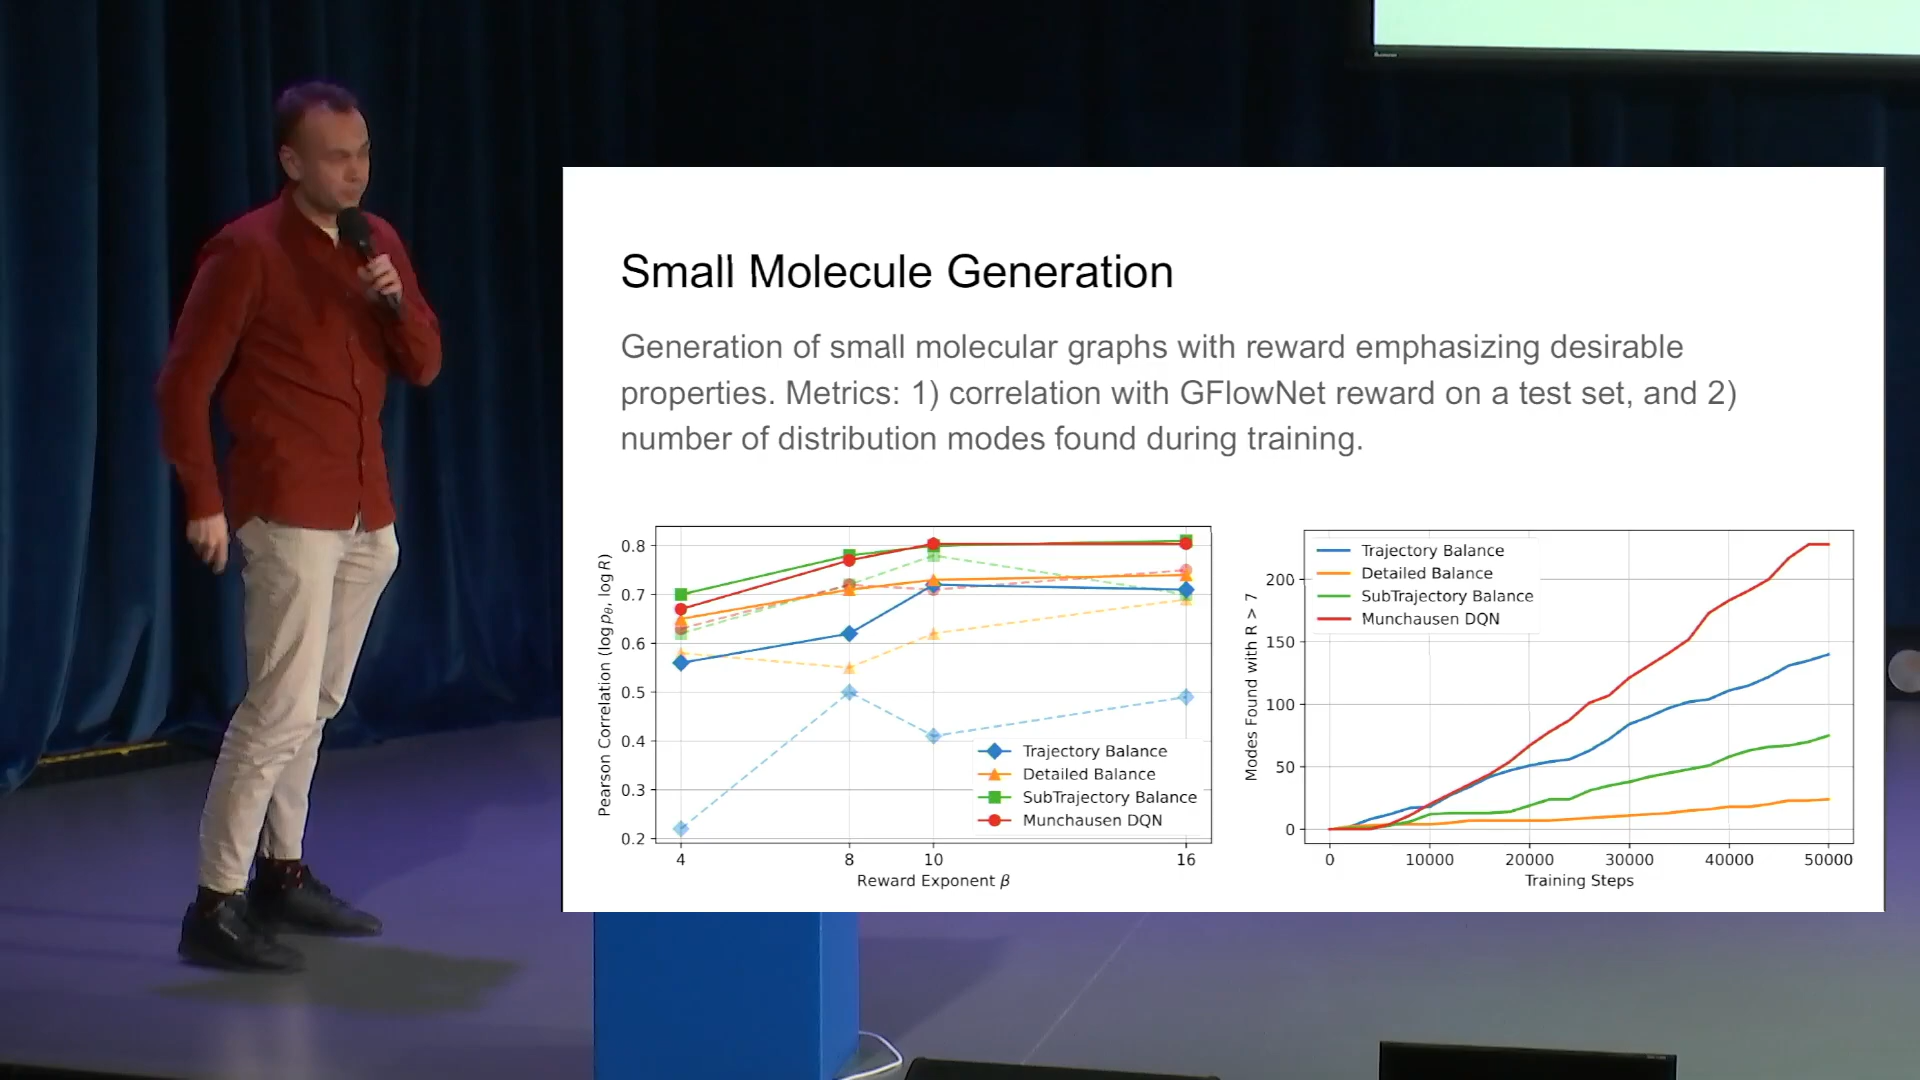 Small Molecule Generation
Generation of small molecular graphs with reward emphasizing desirable
properties. Metrics: 1) correlation with GFlowNet reward on a test set, and 2)
number of distribution modes found during training.
Pearson Correlation (log pθ, log R)
0.8
0.7
0.6
0.5
0.4
0.3
0.2
Trajectory Balance
Detailed Balance
SubTrajectory Balance
Munchausen DQN
4 8 10 16
Reward Exponent β
Modes Found with R > 7
Trajectory Balance
Detailed Balance
SubTrajectory Balance
Munchausen DQN
200
150
100
50
0
0 10000 20000 30000 40000 50000
Training Steps